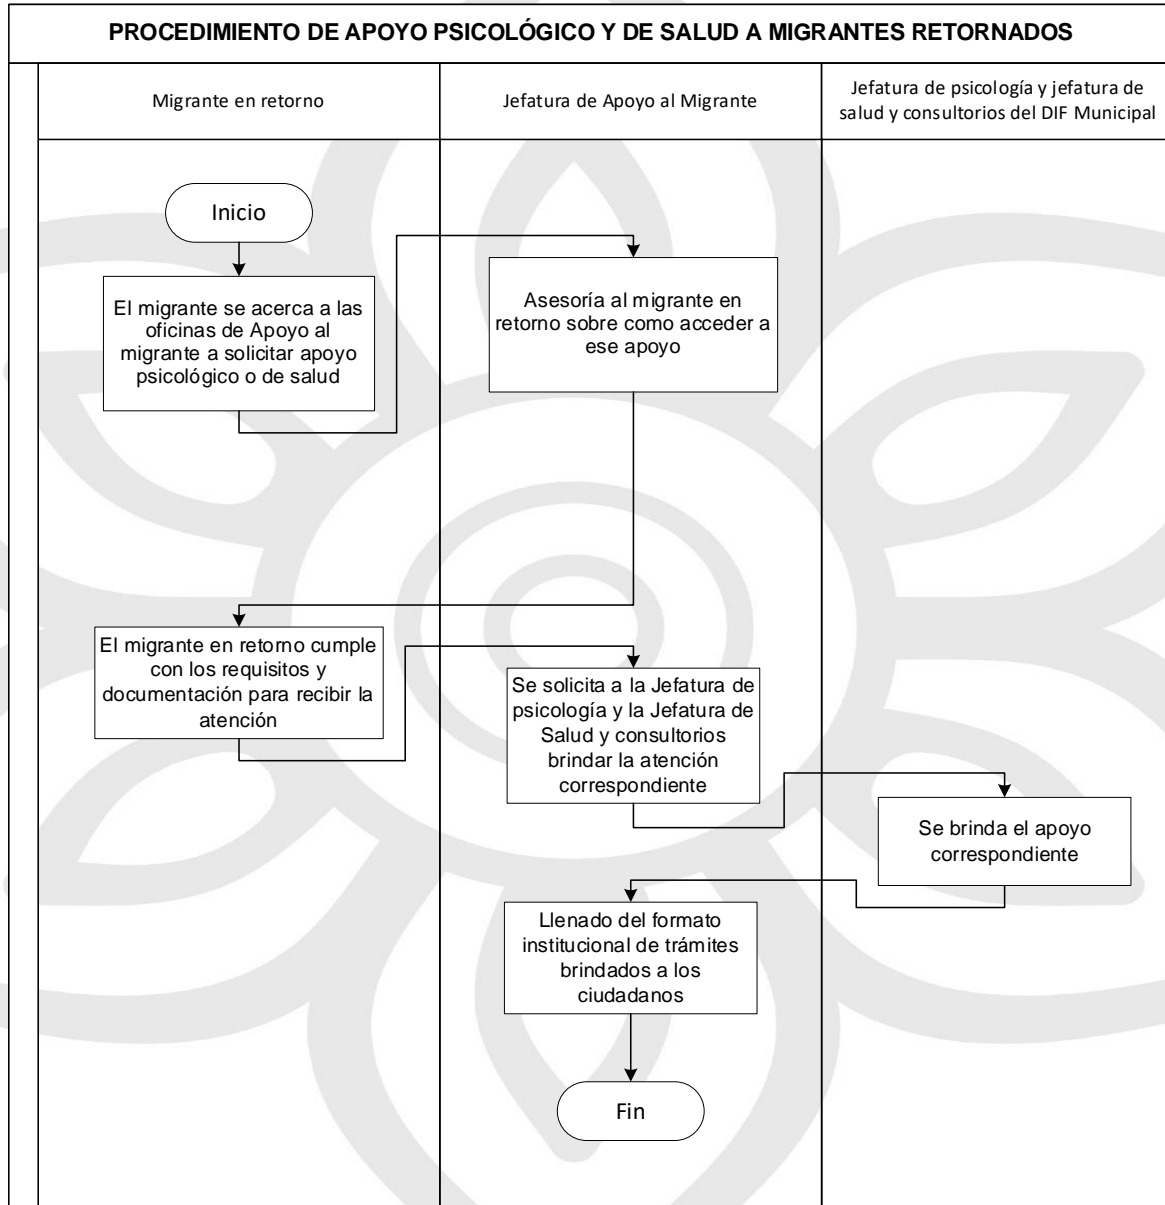 PROCEDIMIENTO DE APOYO PSICOLÓGICO Y DE SALUD A MIGRANTES RETORNADOS
Migrante en retorno
Jefatura de Apoyo al Migrante
Jefatura de psicología y jefatura de
salud y consultorios del DIF Municipal
Inicio
El migrante se acerca a las
oficinas de Apoyo al
migrante a solicitar apoyo
psicológico o de salud
Asesoría al migrante en
retorno sobre como acceder a
ese apoyo
El migrante en retorno cumple
con los requisitos y
documentación para recibir la
atención
Se solicita a la Jefatura de
psicología y la Jefatura de
Salud y consultorios
brindar la atención
correspondiente
Se brinda el apoyo
correspondiente
Llenado del formato
institucional de trámites
brindados a los
ciudadanos
Fin